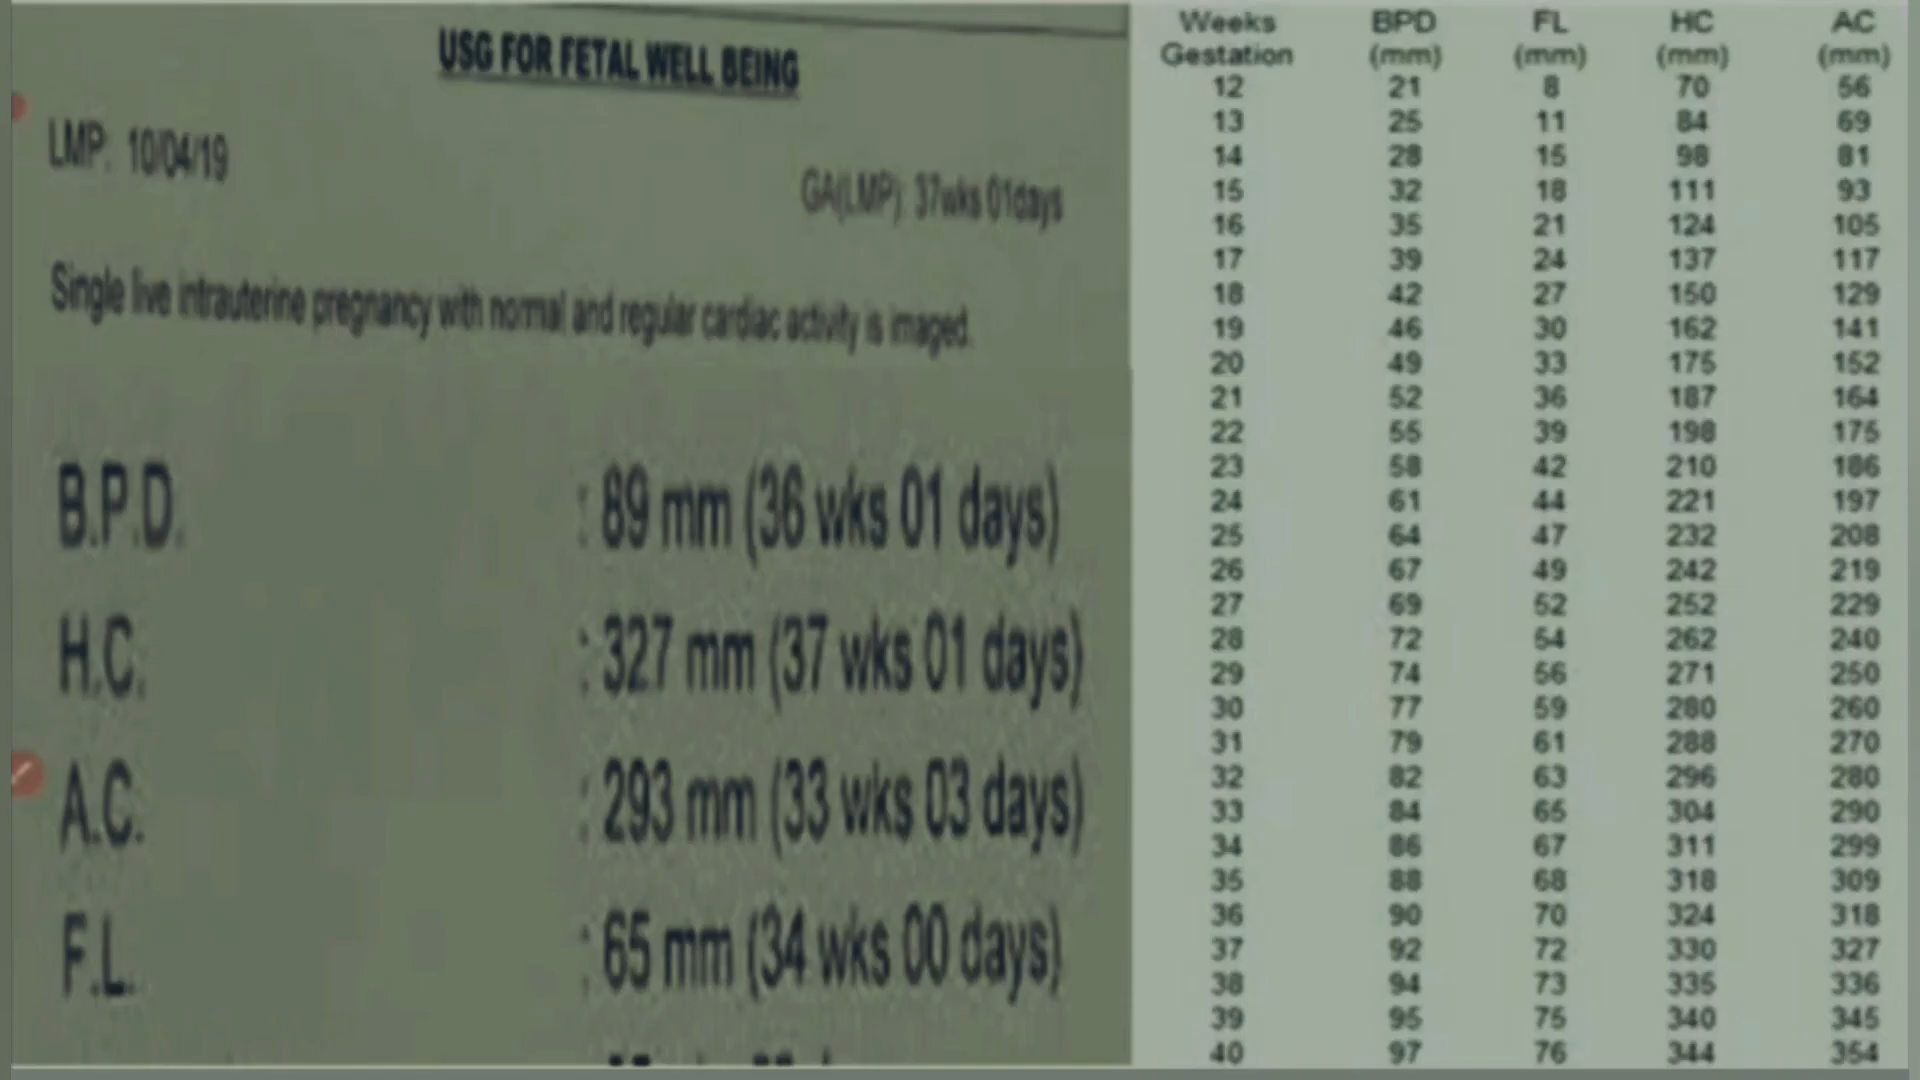 USG FOR FETAL WELL BEING
LMP: 10/04/19
GA(LMP): 37wks 01days
Single live intrauterine pregnancy with normal and regular cardiac activity is imaged.
B.P.D. : 89 mm (36 wks 01 days)
H.C. : 327 mm (37 wks 01 days)
A.C. : 293 mm (33 wks 03 days)
F.L. : 65 mm (34 wks 00 days)
Weeks BPD FL HC AC
Gestation (mm) (mm) (mm) (mm)
12 21 8 70 56
13 25 11 84 69
14 28 15 98 81
15 32 18 111 93
16 35 21 124 105
17 39 24 137 117
18 42 27 150 129
19 46 30 162 141
20 49 33 175 152
21 52 36 187 164
22 55 39 198 175
23 58 42 210 186
24 61 44 221 197
25 64 47 232 208
26 67 49 242 219
27 69 52 252 229
28 72 54 262 240
29 74 56 271 250
30 77 59 280 260
31 79 61 288 270
32 82 63 296 280
33 84 65 304 290
34 86 67 311 299
35 88 68 318 309
36 90 70 324 318
37 92 72 330 327
38 94 73 335 336
39 95 75 340 345
40 97 76 344 354